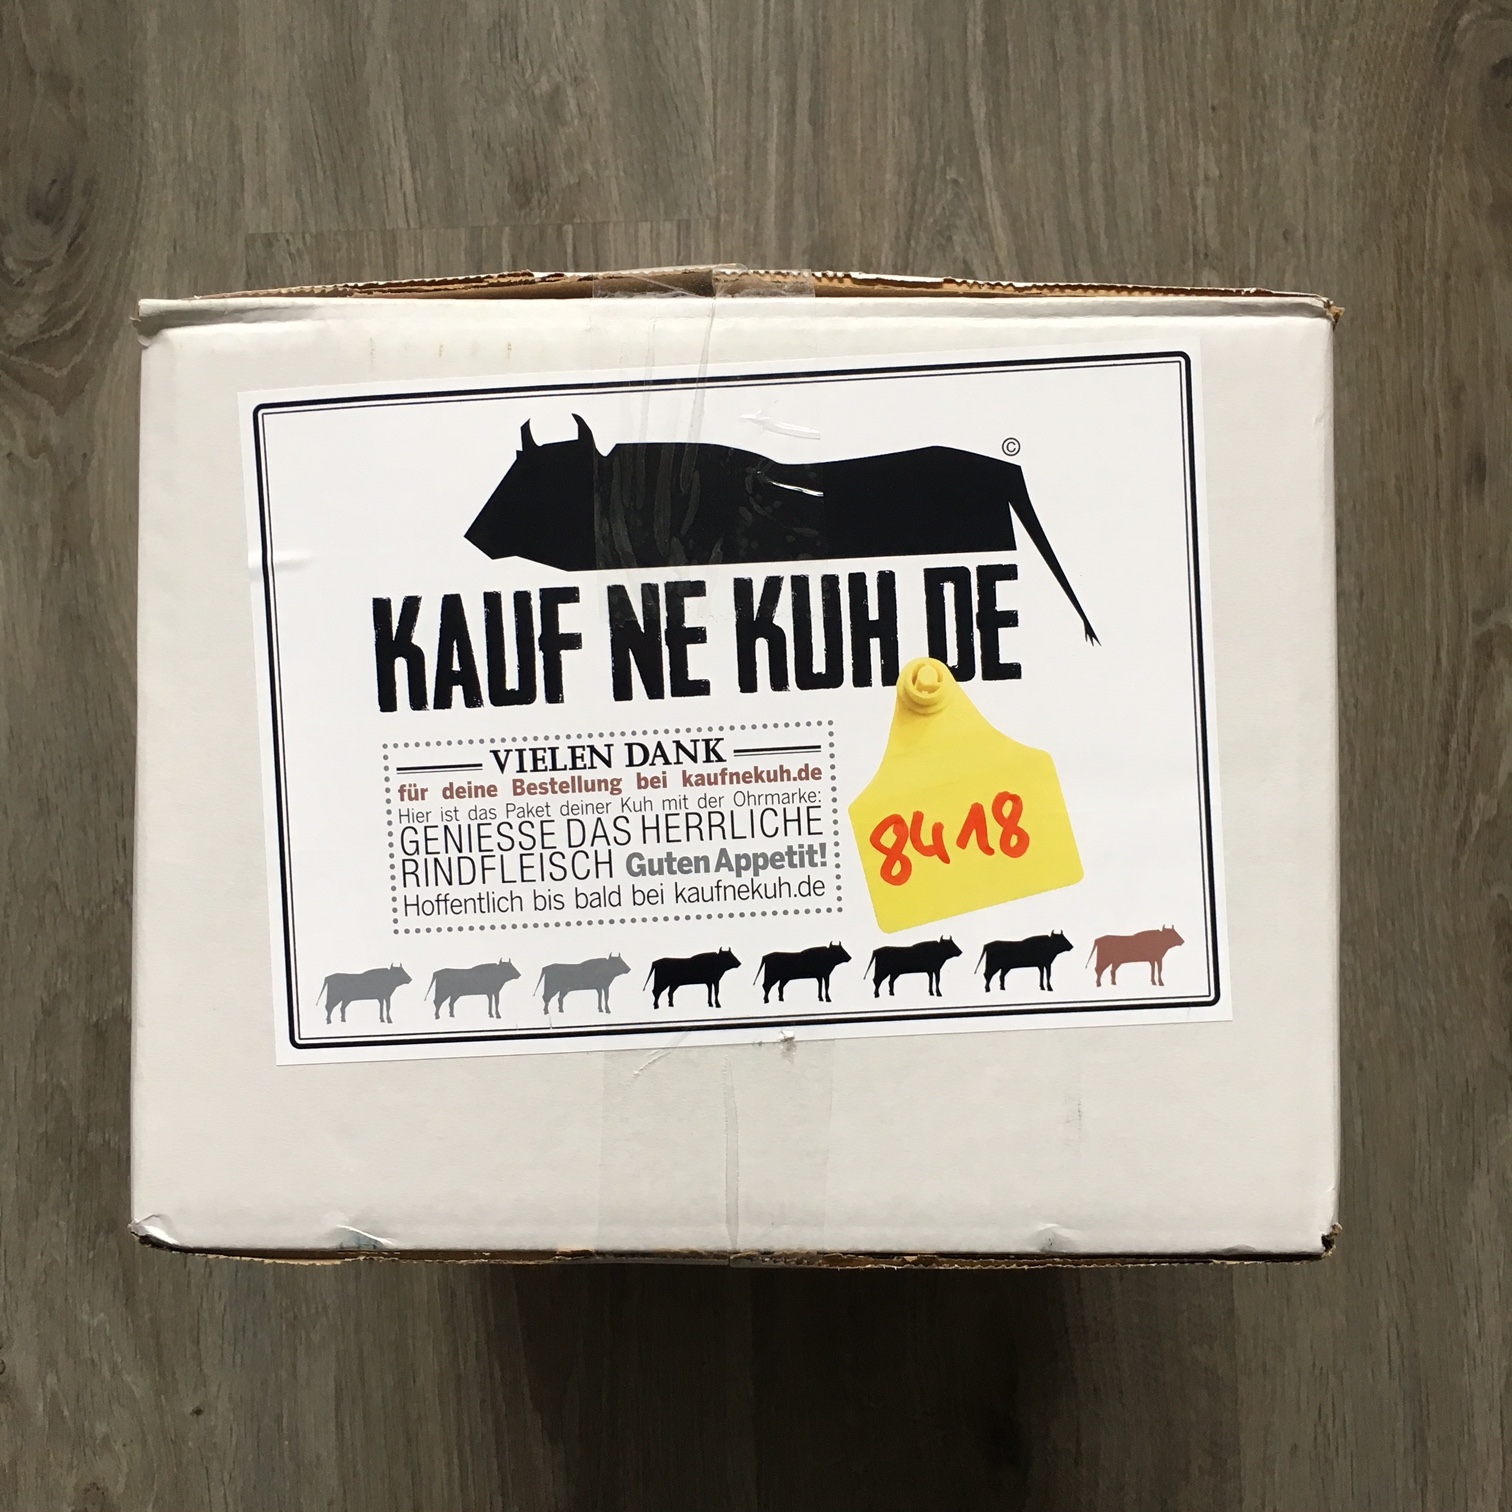 ©
KAUF NE KUH DE
VIELEN DANK
für deine Bestellung bei kaufnekuh.de
Hier ist das Paket deiner Kuh mit der Ohrmarke:
GENIESSE DAS HERRLICHE
RINDFLEISCH Guten Appetit!
Hoffentlich bis bald bei kaufnekuh.de
8418